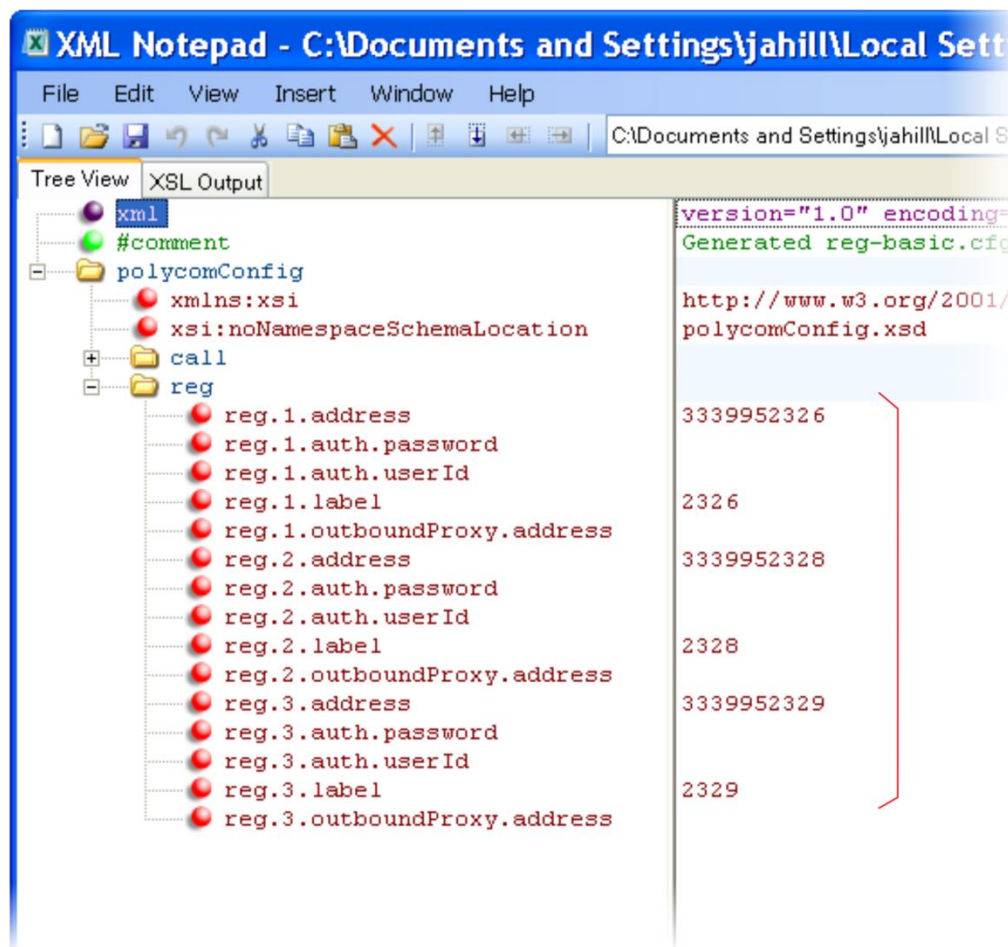 XML Notepad - C:\Documents and Settings\jahill\Local Sett
File Edit View Insert Window Help
C:\Documents and Settings\jahill\Local S
Tree View XSL Output
xml version="1.0" encoding=
#comment Generated reg-basic.cfg
polycomConfig
xmlns:xsi http://www.w3.org/2001/
xsi:noNamespaceSchemaLocation polycomConfig.xsd
call
reg
reg.1.address 3339952326
reg.1.auth.password
reg.1.auth.userId
reg.1.label 2326
reg.1.outboundProxy.address
reg.2.address 3339952328
reg.2.auth.password
reg.2.auth.userId
reg.2.label 2328
reg.2.outboundProxy.address
reg.3.address 3339952329
reg.3.auth.password
reg.3.auth.userId
reg.3.label 2329
reg.3.outboundProxy.address